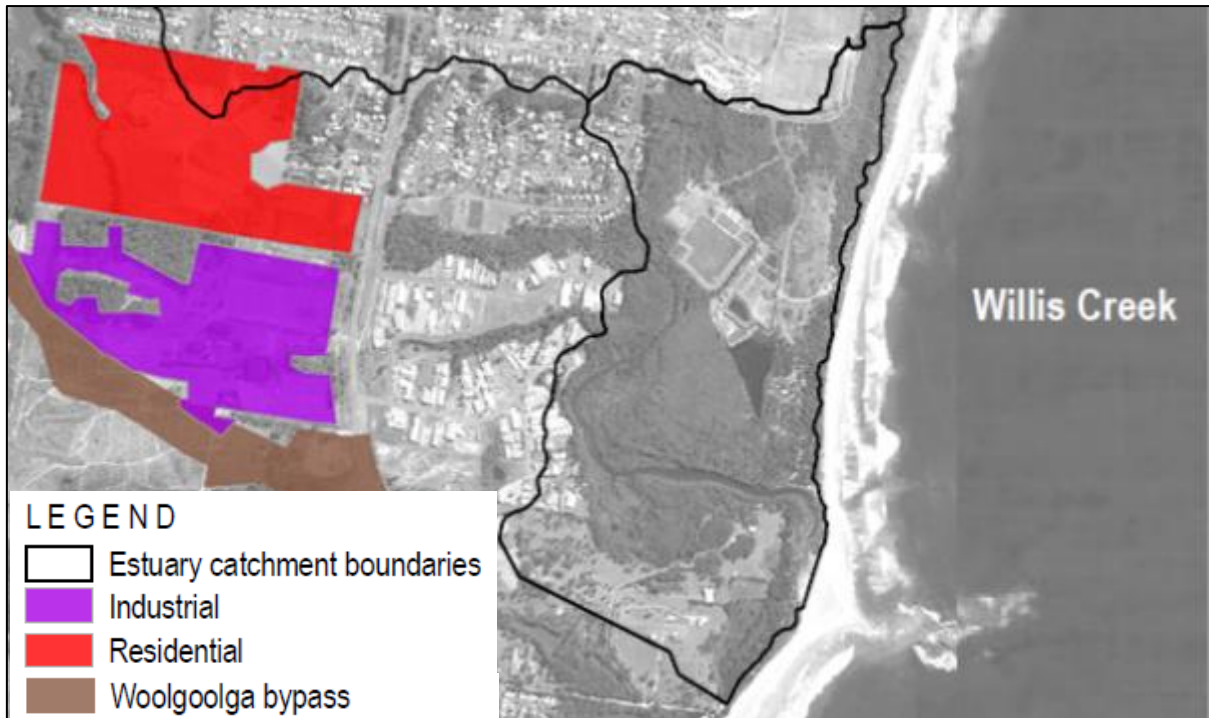 Willis Creek
LEGEND
Estuary catchment boundaries
Industrial
Residential
Woolgoolga bypass